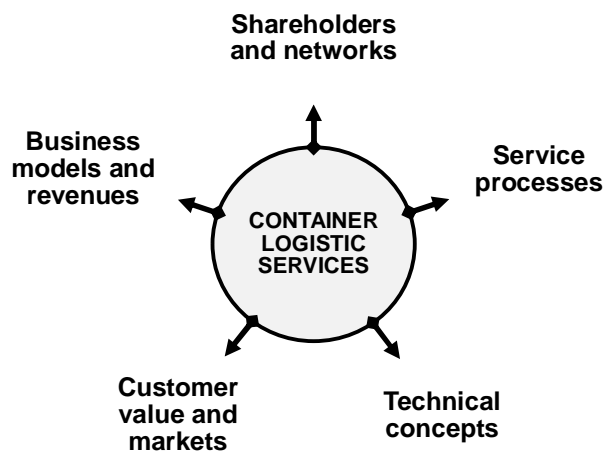 Shareholders
and networks
Business
models and
revenues
Service
processes
CONTAINER
LOGISTIC
SERVICES
Customer
value and
markets
Technical
concepts